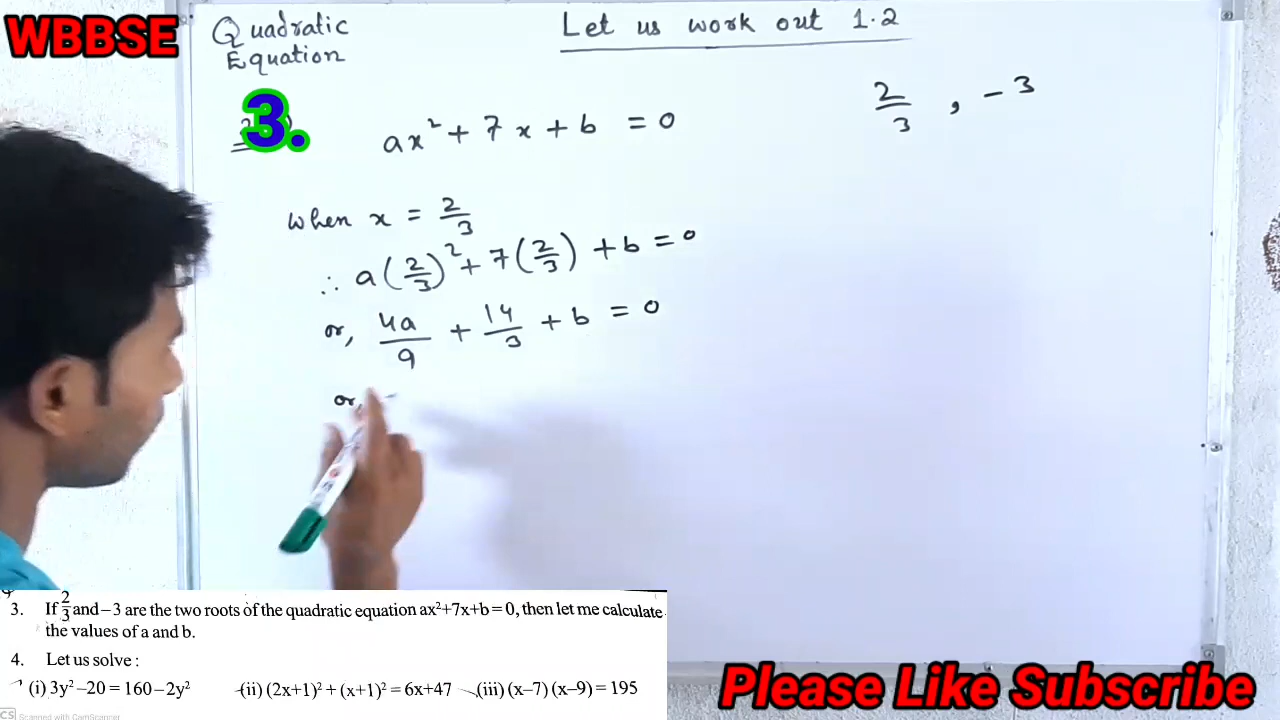 WBBSE
Quadratic
Equation
Let us work out 1.2
3.
ax² + 7x + b = 0
2/3 , -3
When x = 2/3
∴ a(2/3)² + 7(2/3) + b = 0
or, 4a/9 + 14/3 + b = 0
or,
3. If 2/3 and –3 are the two roots of the quadratic equation ax²+7x+b=0, then let me calculate
the values of a and b.
4. Let us solve :
(i) 3y²–20 = 160–2y² (ii) (2x+1)² + (x+1)² = 6x+47 (iii) (x–7) (x–9) = 195
CS Scanned with CamScanner
Please Like Subscribe